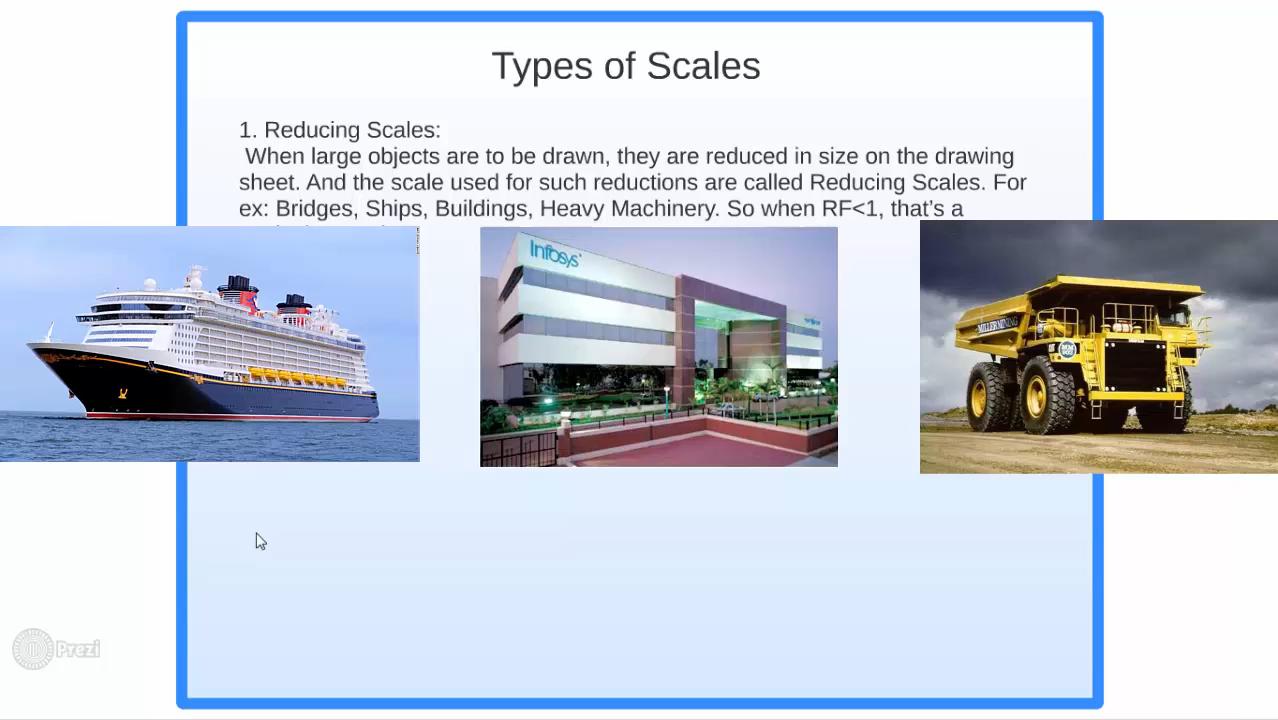 Types of Scales
1. Reducing Scales:
When large objects are to be drawn, they are reduced in size on the drawing
sheet. And the scale used for such reductions are called Reducing Scales. For
ex: Bridges, Ships, Buildings, Heavy Machinery. So when RF<1, that’s a
Infosys
MILLERMINING
Prezi